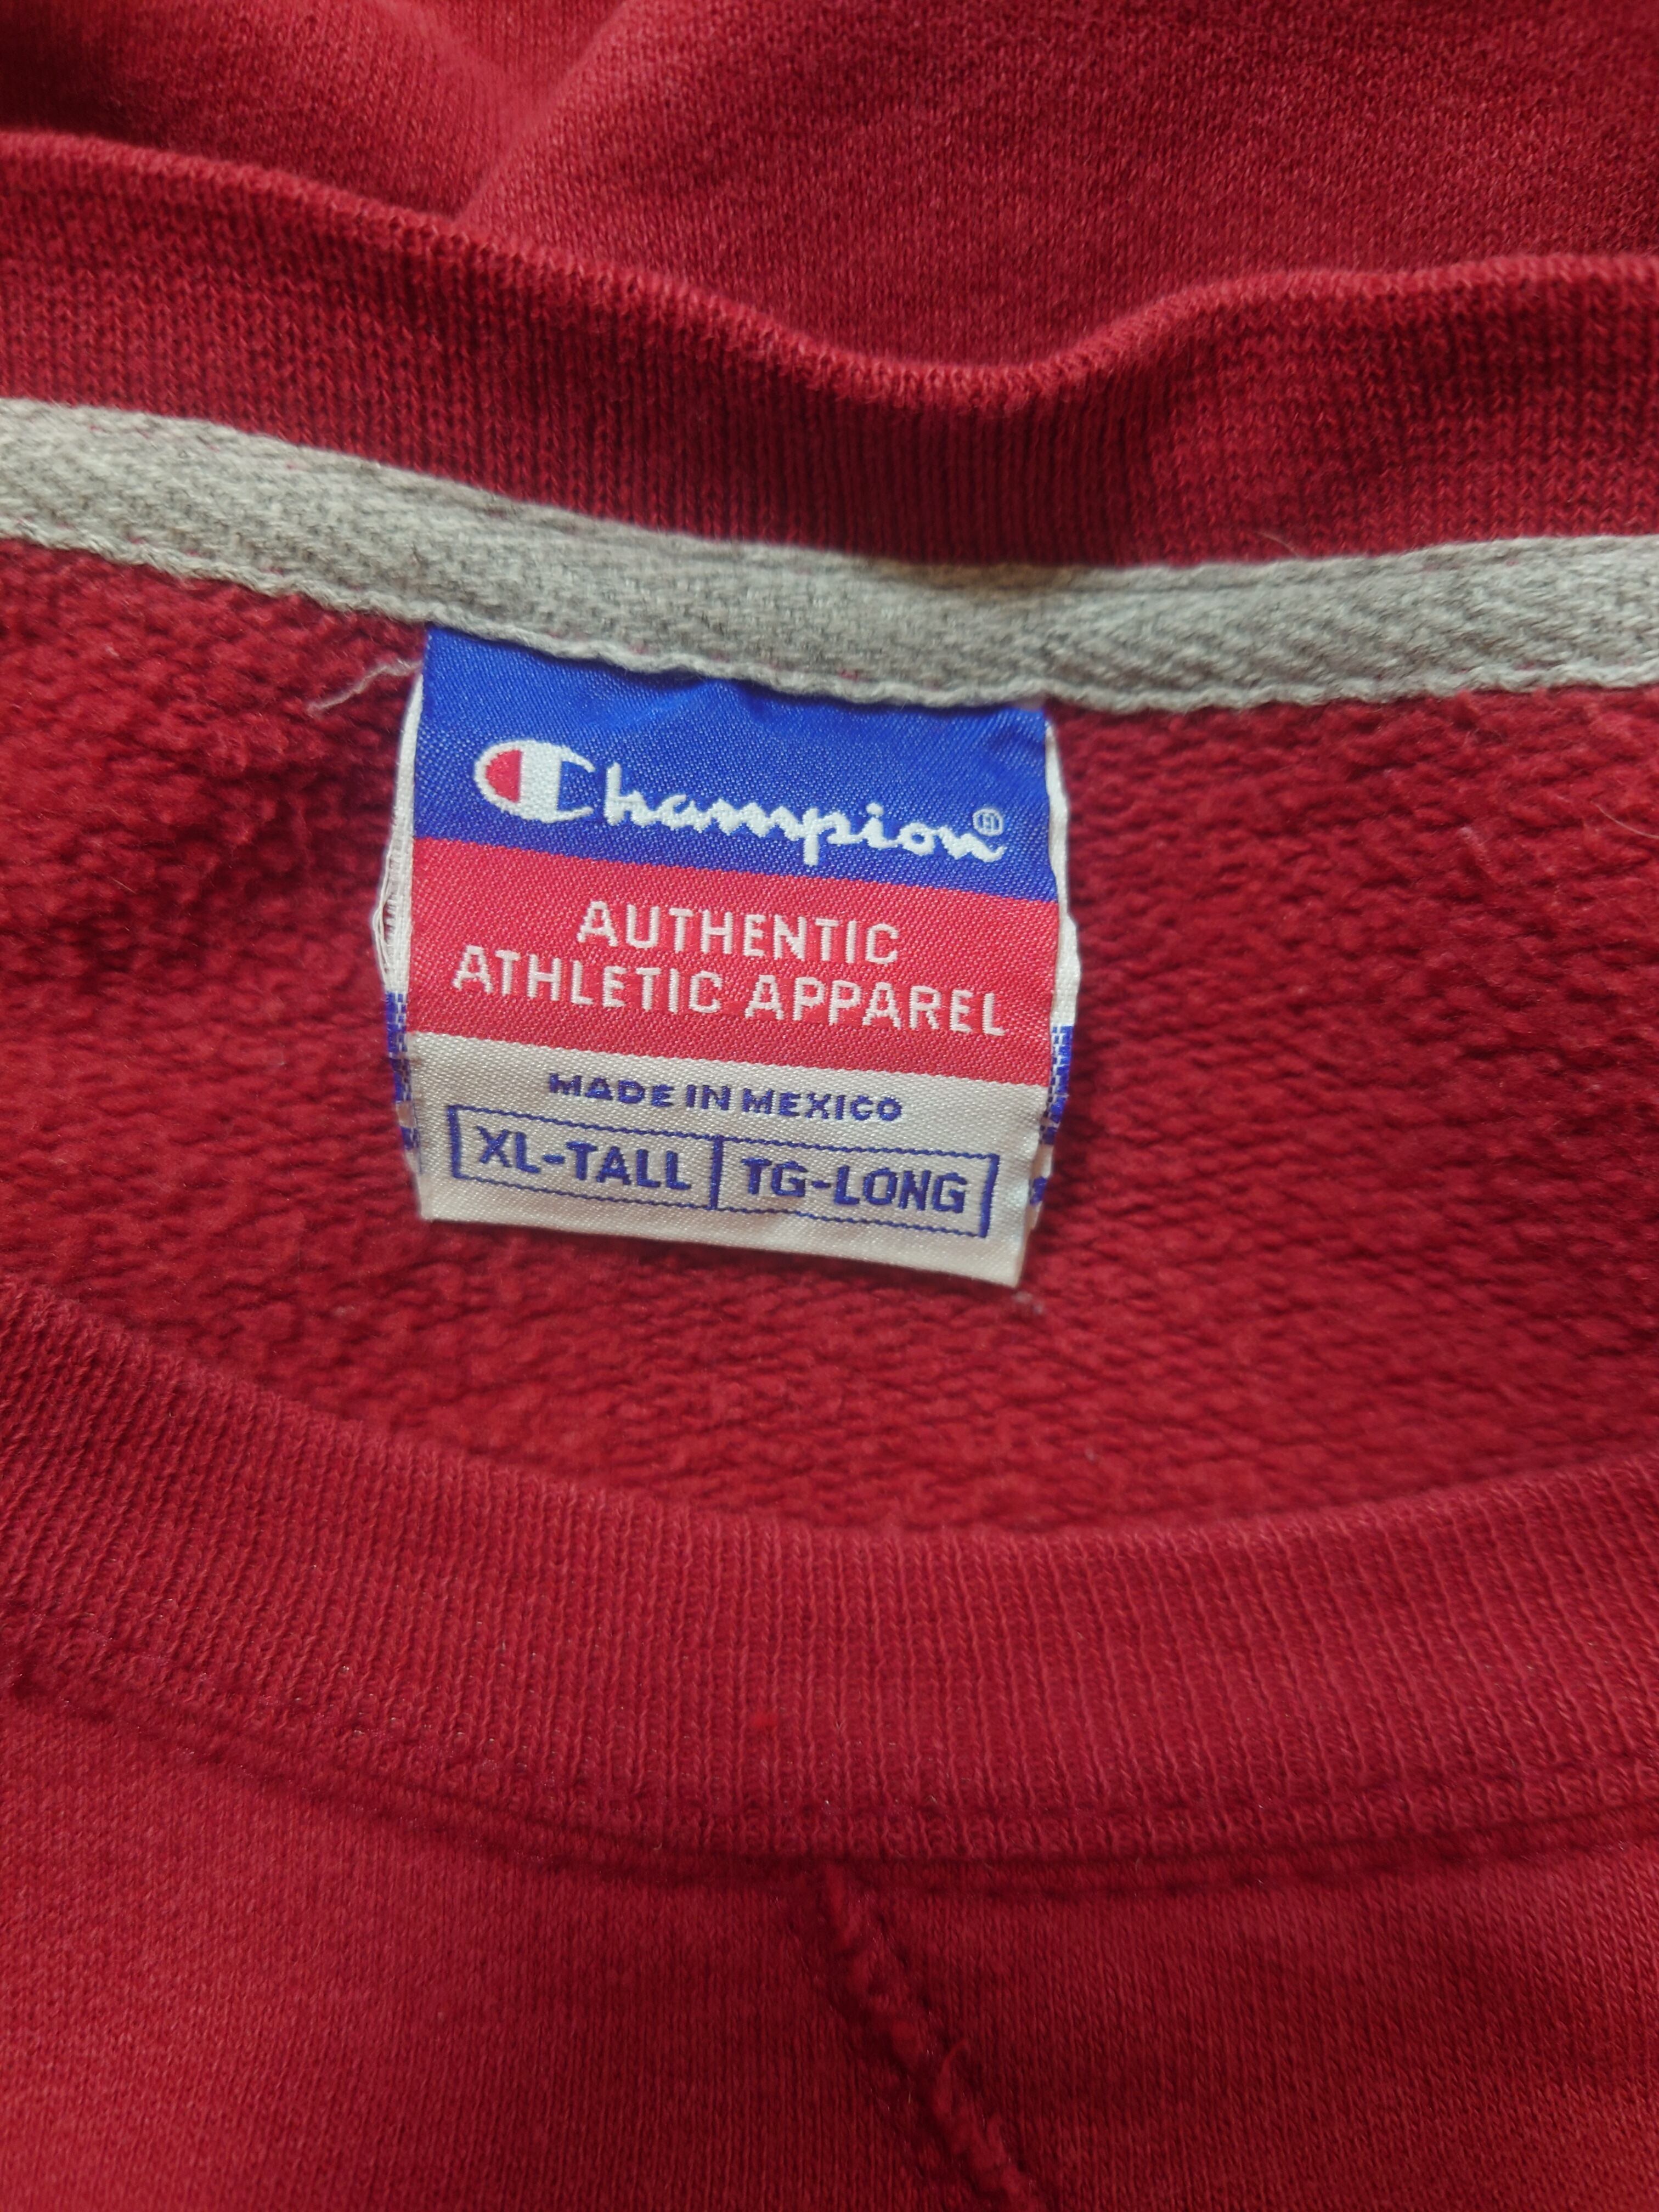 Champion®
AUTHENTIC
ATHLETIC APPAREL
MADE IN MEXICO
XL-TALL TG-LONG